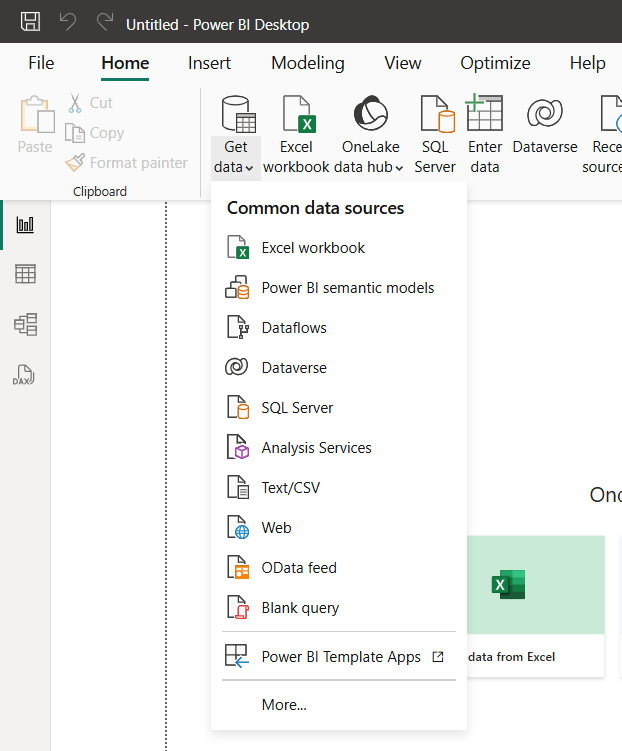 Untitled - Power BI Desktop
File Home Insert Modeling View Optimize Help
Paste
Cut
Copy
Format painter
Clipboard
Get
data
Excel
workbook
OneLake
data hub
SQL
Server
Enter
data
Dataverse
Rece
source
Common data sources
Excel workbook
Power BI semantic models
Dataflows
Dataverse
SQL Server
Analysis Services
Text/CSV
Web
OData feed
Blank query
Power BI Template Apps
More...
DAX
Onc
data from Excel